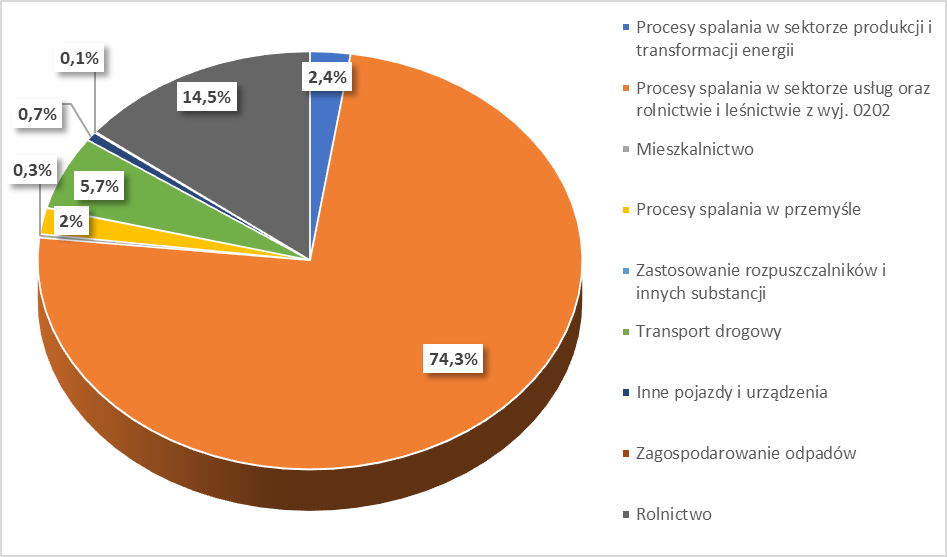 0,1%
2,4%
14,5%
0,7%
0,3%
5,7%
2%
74,3%
Procesy spalania w sektorze produkcji i
transformacji energii
Procesy spalania w sektorze usług oraz
rolnictwie i leśnictwie z wyj. 0202
Mieszkalnictwo
Procesy spalania w przemyśle
Zastosowanie rozpuszczalników i
innych substancji
Transport drogowy
Inne pojazdy i urządzenia
Zagospodarowanie odpadów
Rolnictwo